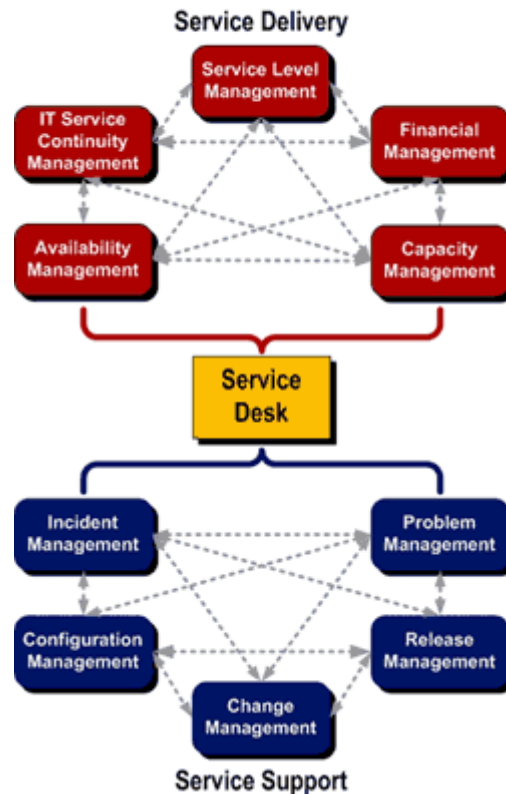 Service Delivery
Service Level
Management
IT Service
Continuity
Management
Financial
Management
Availability
Management
Capacity
Management
Service
Desk
Incident
Management
Problem
Management
Configuration
Management
Release
Management
Change
Management
Service Support